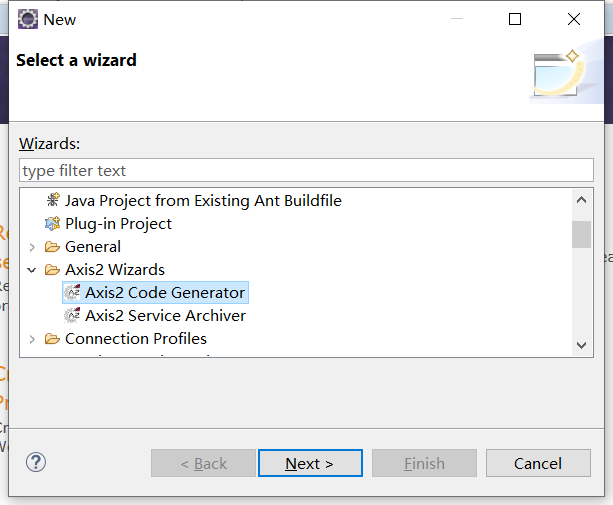 New
Select a wizard
Wizards:
type filter text
Java Project from Existing Ant Buildfile
Plug-in Project
General
Axis2 Wizards
Axis2 Code Generator
Axis2 Service Archiver
Connection Profiles
< Back
Next >
Finish
Cancel